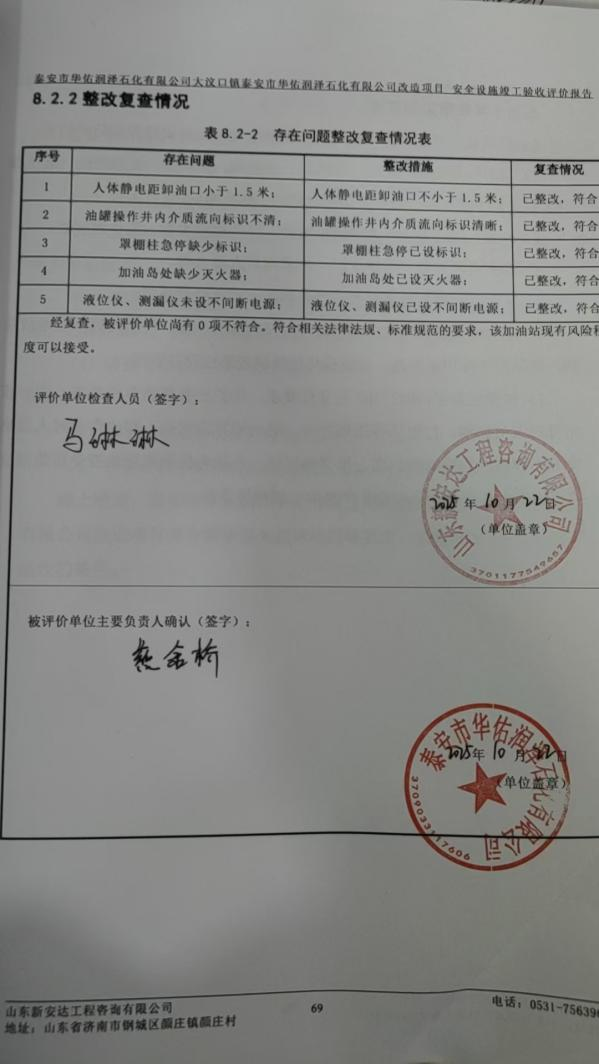 泰安市华佑润泽石化有限公司大汶口镇泰安市华佑润泽石化有限公司改造项目 安全设施竣工验收评价报告
8.2.2整改复查情况
表 8.2-2 存在问题整改复查情况表
序号 存在问题 整改措施 复查情况
1 人体静电距卸油口小于 1.5 米； 人体静电距卸油口不小于 1.5 米； 已整改，符合
2 油罐操作井内介质流向标识不清； 油罐操作井内介质流向标识清晰； 已整改，符合
3 罩棚柱急停缺少标识； 罩棚柱急停已设标识； 已整改，符合
4 加油岛处缺少灭火器； 加油岛处已设灭火器； 已整改，符合
5 液位仪、测漏仪未设不间断电源； 液位仪、测漏仪已设不间断电源； 已整改，符合
经复查，被评价单位尚有 0 项不符合。符合相关法律法规、标准规范的要求，该加油站现有风险程
度可以接受。
评价单位检查人员（签字）：
马琳琳
山东新安达工程咨询有限公司
2025 年 10 月 22 日
（单位盖章）
3701177549657
被评价单位主要负责人确认（签字）：
金桥
泰安市华佑润泽石化有限公司
2025 年 10 月 22 日
（单位盖章）
3709033117606
山东新安达工程咨询有限公司 69 电话：0531-756396
地址：山东省济南市钢城区颜庄镇颜庄村